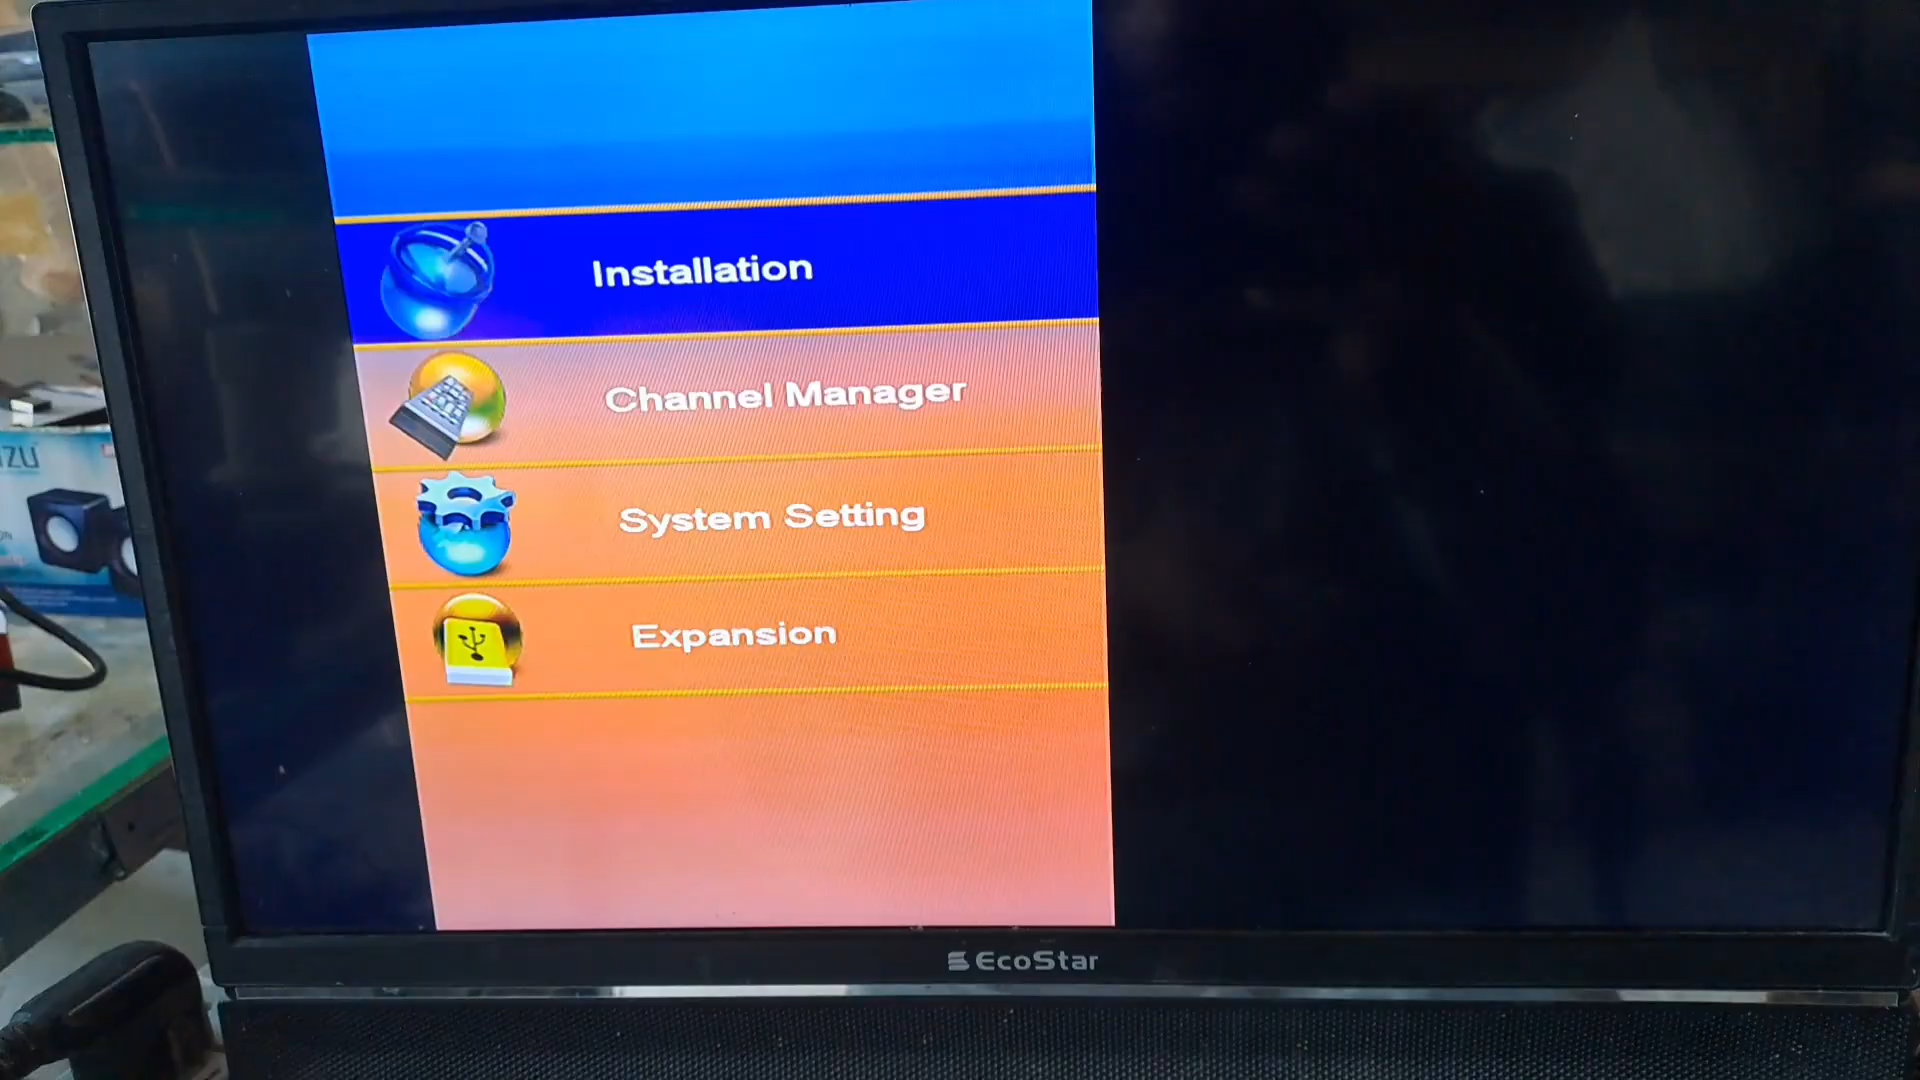 Installation
Channel Manager
System Setting
Expansion
EcoStar